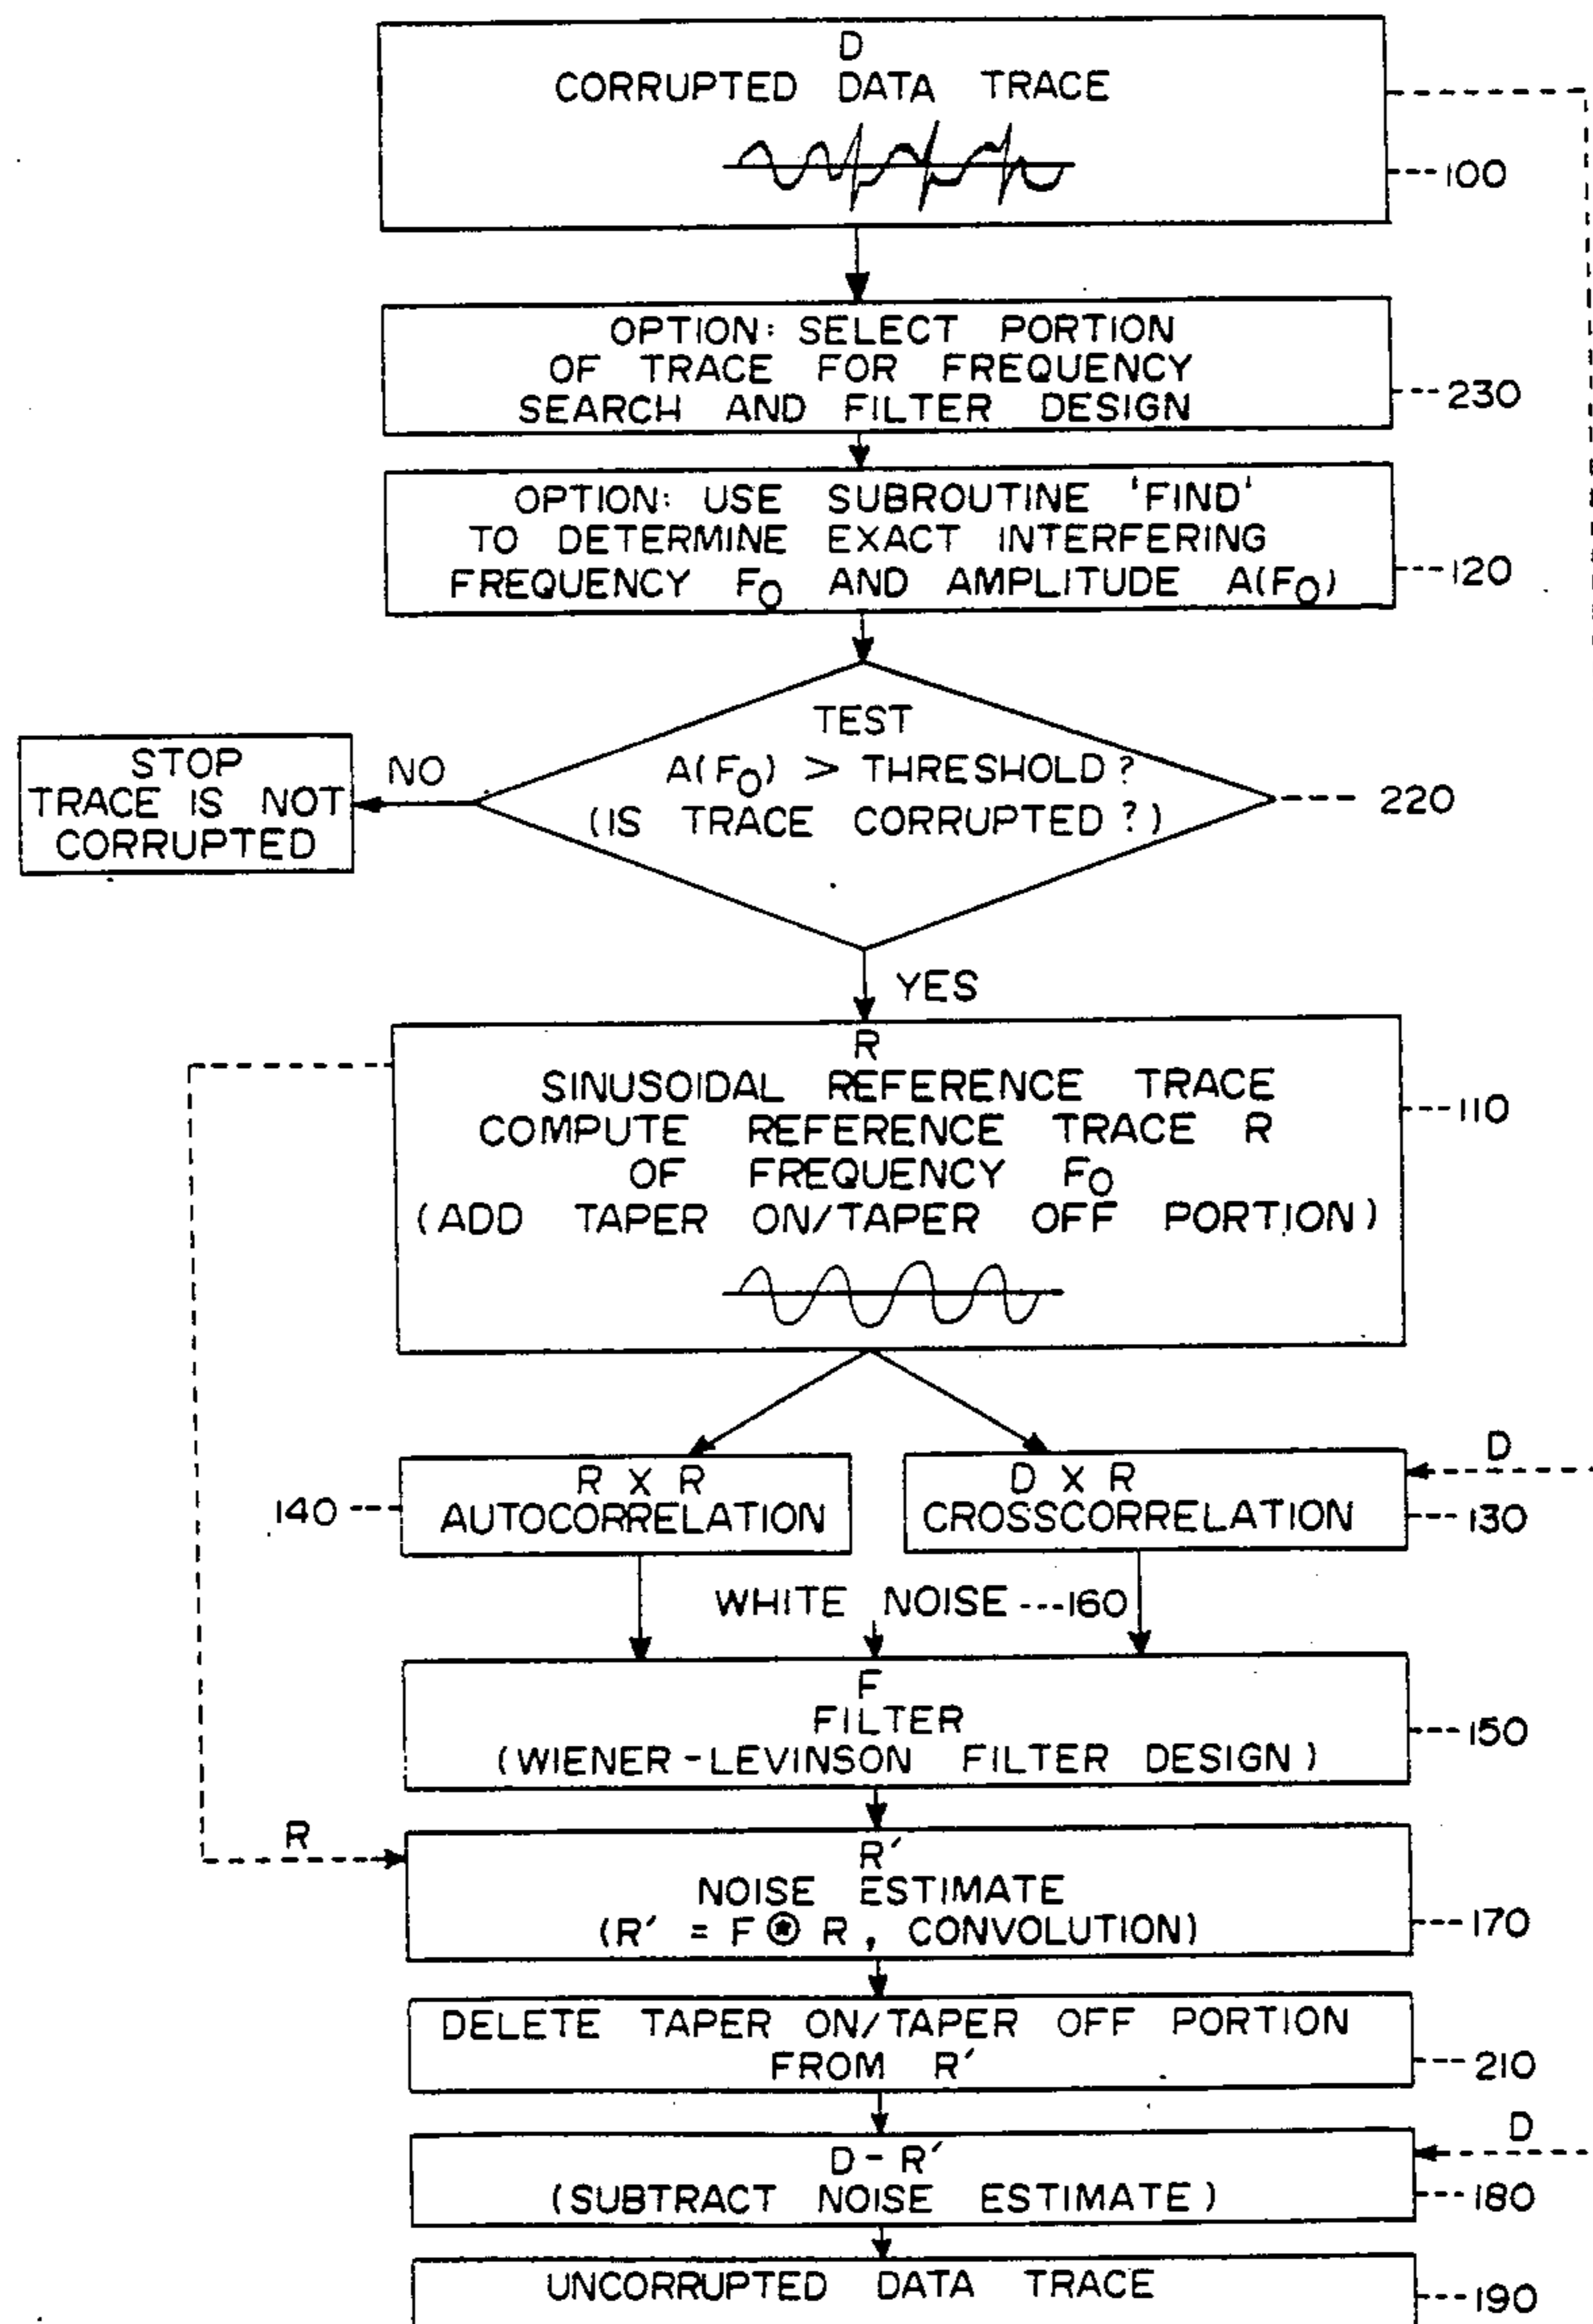 D
CORRUPTED DATA TRACE
---100
OPTION: SELECT PORTION
OF TRACE FOR FREQUENCY
SEARCH AND FILTER DESIGN
---230
OPTION: USE SUBROUTINE 'FIND'
TO DETERMINE EXACT INTERFERING
FREQUENCY F₀ AND AMPLITUDE A(F₀)
---120
TEST
A(F₀) > THRESHOLD?
(IS TRACE CORRUPTED?)
---220
NO
STOP
TRACE IS NOT
CORRUPTED
YES
R
SINUSOIDAL REFERENCE TRACE
COMPUTE REFERENCE TRACE R
OF FREQUENCY F₀
(ADD TAPER ON/TAPER OFF PORTION)
---110
R X R
AUTOCORRELATION
140---
D X R
CROSSCORRELATION
D
---130
WHITE NOISE---160
F
FILTER
(WIENER-LEVINSON FILTER DESIGN)
---150
R
R′
NOISE ESTIMATE
(R′ = F ⊛ R, CONVOLUTION)
---170
DELETE TAPER ON/TAPER OFF PORTION
FROM R′
---210
D
D-R′
(SUBTRACT NOISE ESTIMATE)
---180
UNCORRUPTED DATA TRACE
---190